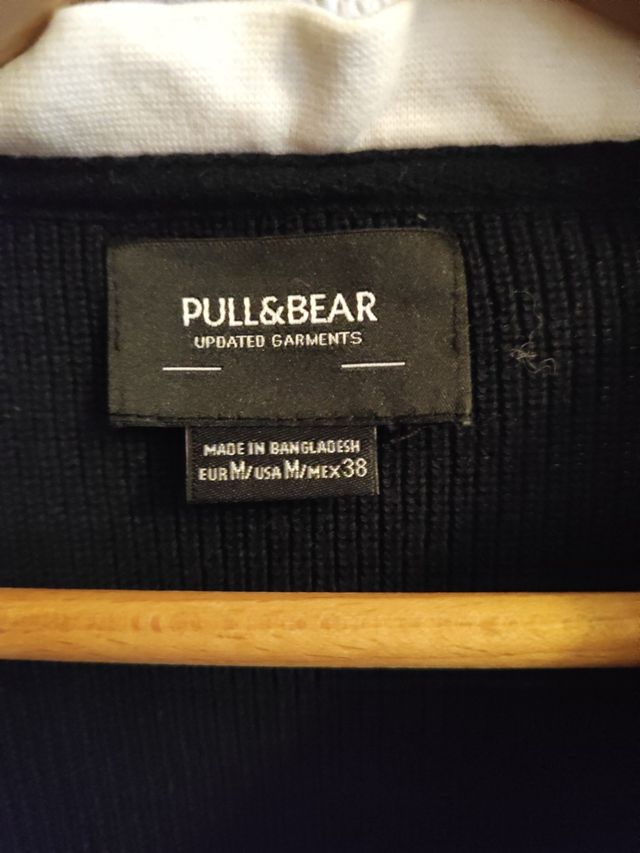 PULL&BEAR
UPDATED GARMENTS
MADE IN BANGLADESH
EUR M/USA M/MEX 38